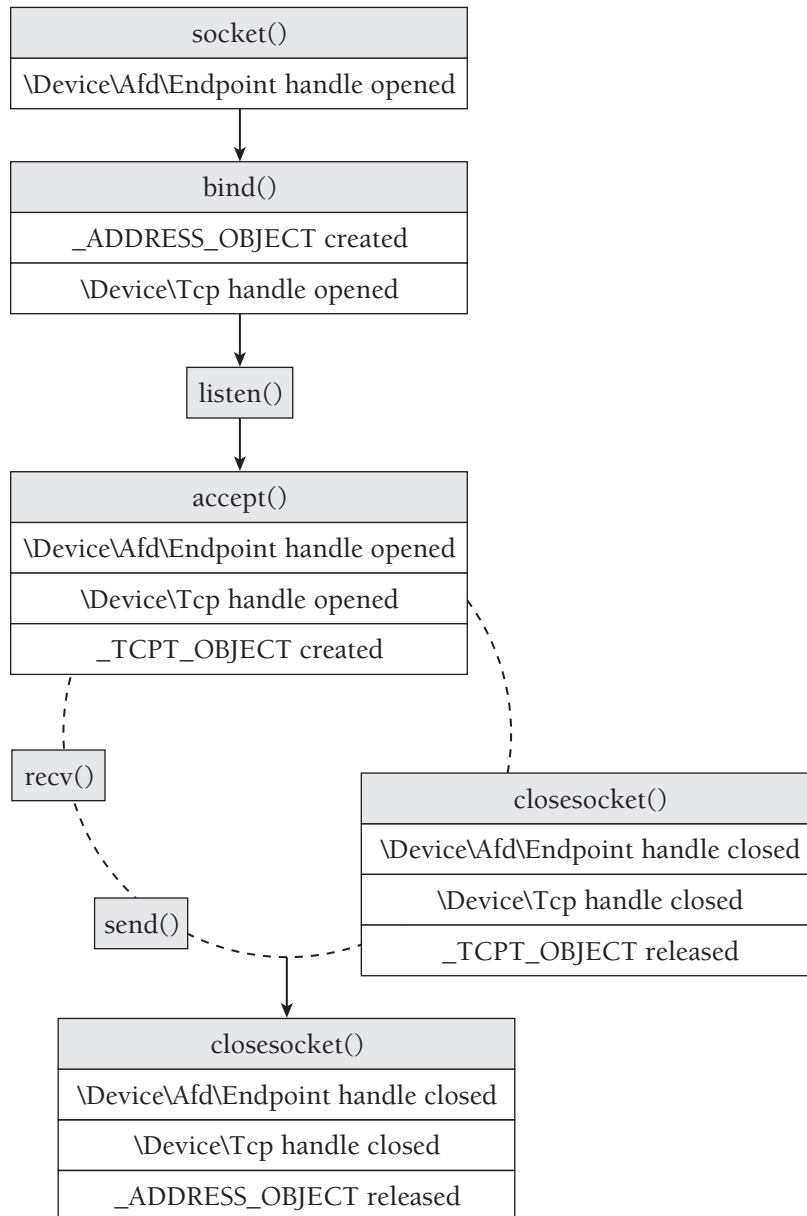 socket()
\Device\Afd\Endpoint handle opened
bind()
_ADDRESS_OBJECT created
\Device\Tcp handle opened
listen()
accept()
\Device\Afd\Endpoint handle opened
\Device\Tcp handle opened
_TCPT_OBJECT created
recv()
closesocket()
\Device\Afd\Endpoint handle closed
\Device\Tcp handle closed
_TCPT_OBJECT released
send()
closesocket()
\Device\Afd\Endpoint handle closed
\Device\Tcp handle closed
_ADDRESS_OBJECT released